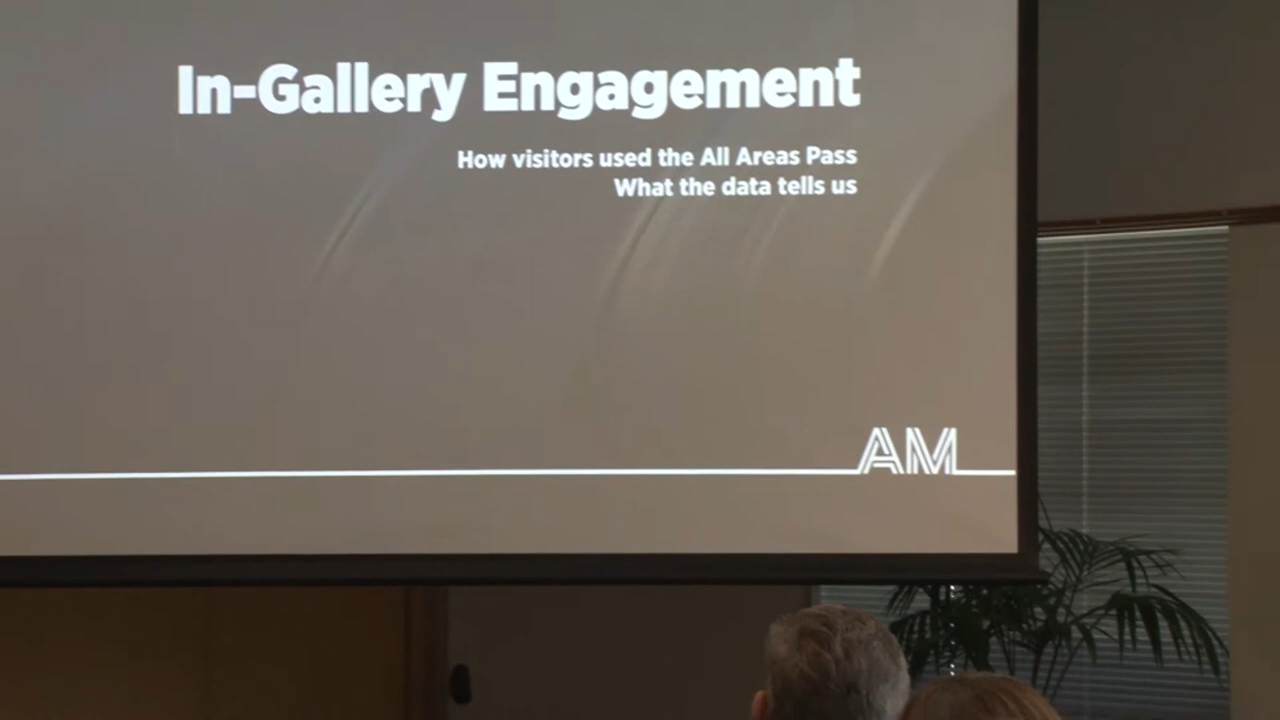 In-Gallery Engagement
How visitors used the All Areas Pass
What the data tells us
AM